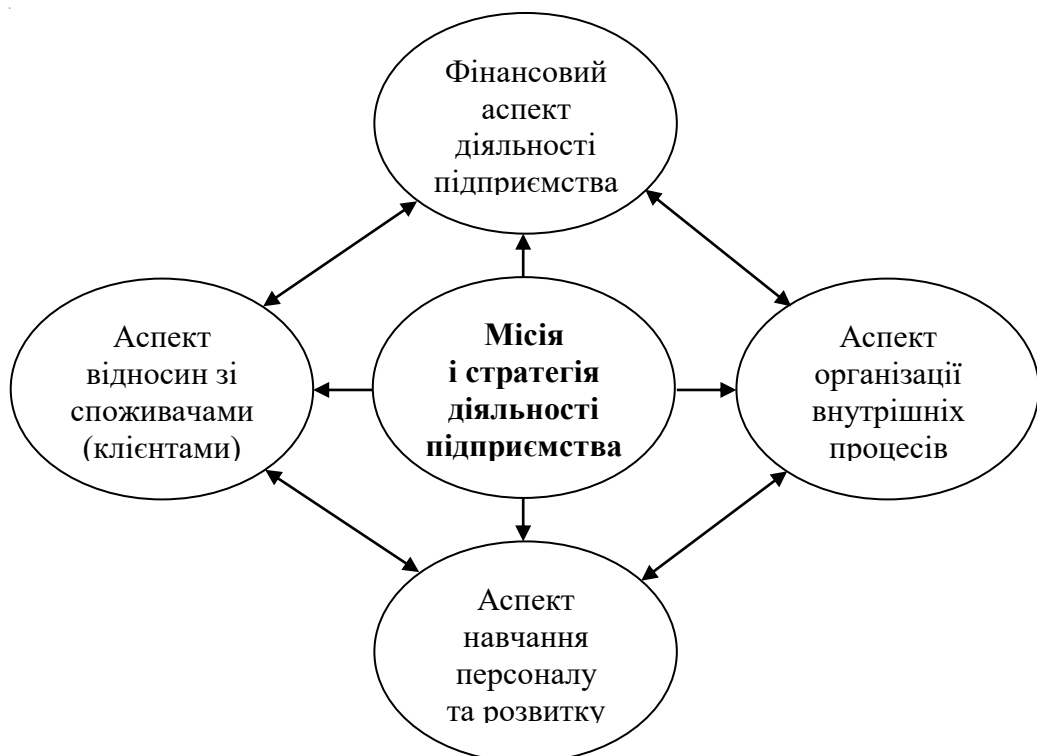 Фінансовий
аспект
діяльності
підприємства
Аспект
відносин зі
споживачами
(клієнтами)
Місія
і стратегія
діяльності
підприємства
Аспект
організації
внутрішніх
процесів
Аспект
навчання
персоналу
та розвитку